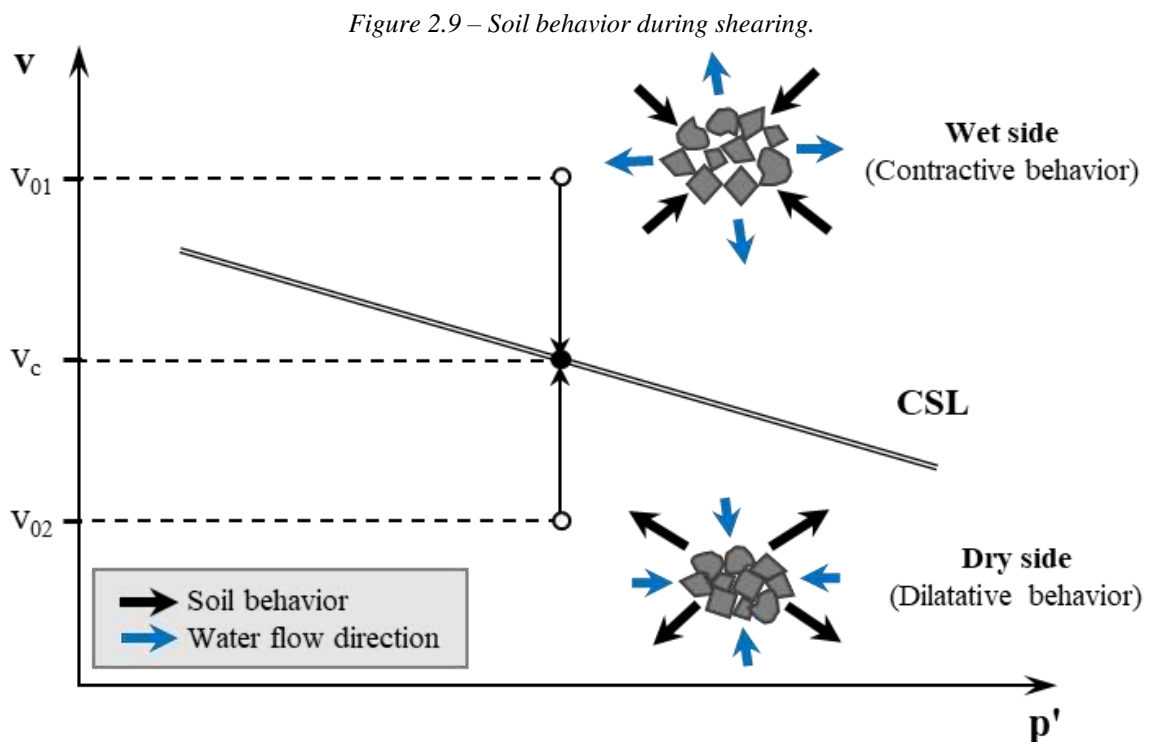 Figure 2.9 – Soil behavior during shearing.
v
v01
Wet side
(Contractive behavior)
vc
CSL
v02
Dry side
(Dilatative behavior)
Soil behavior
Water flow direction
p'